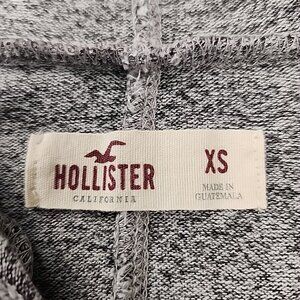 HOLLISTER
CALIFORNIA
XS
MADE IN
GUATEMALA